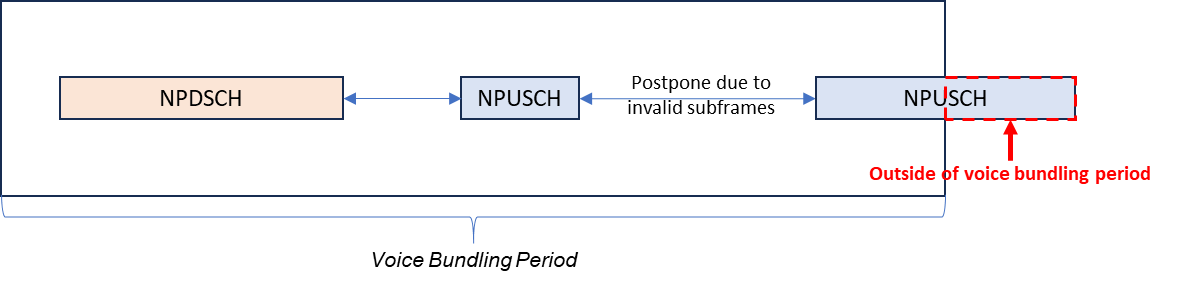 NPDSCH
NPUSCH
Postpone due to
invalid subframes
NPUSCH
Outside of voice bundling period
Voice Bundling Period